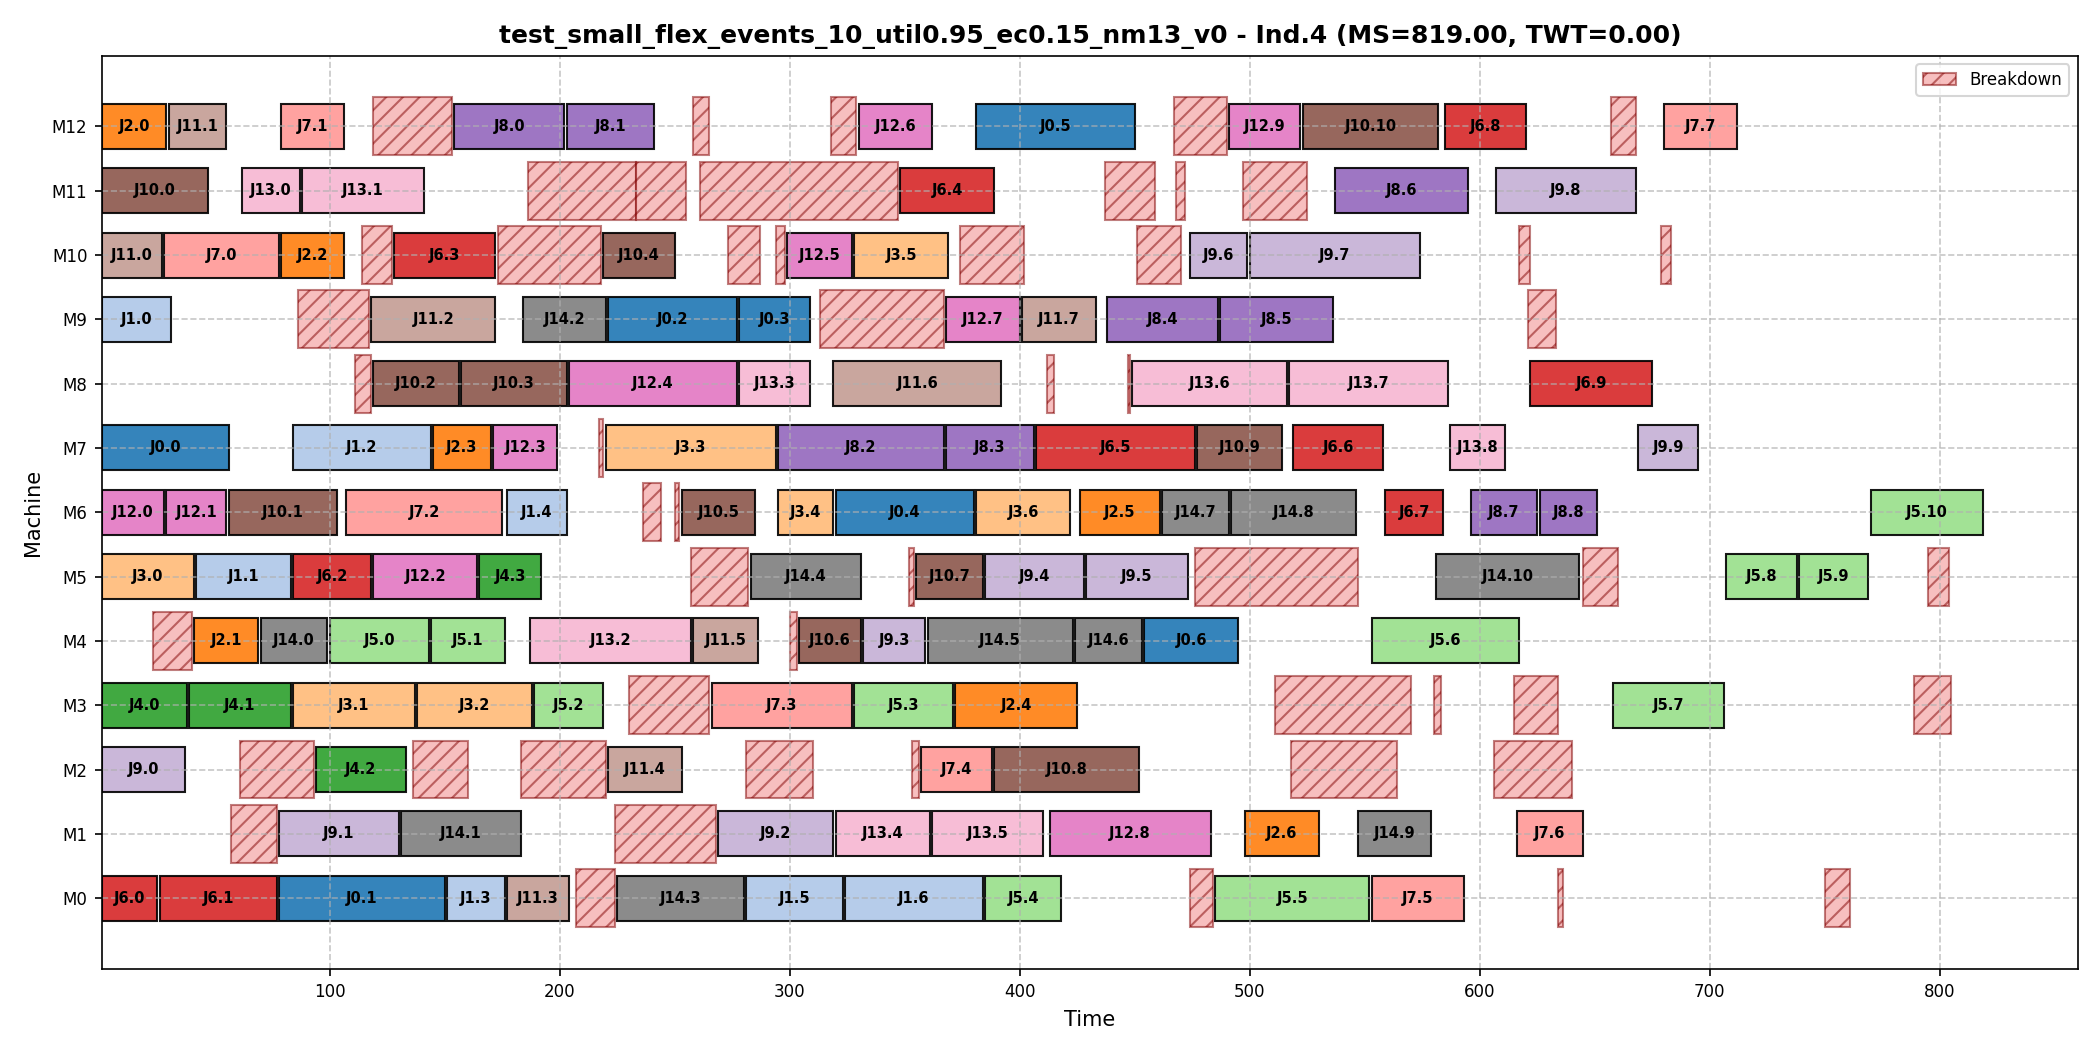 test_small_flex_events_10_util0.95_ec0.15_nm13_v0 - Ind.4 (MS=819.00, TWT=0.00)
Breakdown
M12 J2.0 J11.1 J7.1 J8.0 J8.1 J12.6 J0.5 J12.9 J10.10 J6.8 J7.7
M11 J10.0 J13.0 J13.1 J6.4 J8.6 J9.8
M10 J11.0 J7.0 J2.2 J6.3 J10.4 J12.5 J3.5 J9.6 J9.7
M9 J1.0 J11.2 J14.2 J0.2 J0.3 J12.7 J11.7 J8.4 J8.5
M8 J10.2 J10.3 J12.4 J13.3 J11.6 J13.6 J13.7 J6.9
M7 J0.0 J1.2 J2.3 J12.3 J3.3 J8.2 J8.3 J6.5 J10.9 J6.6 J13.8 J9.9
M6 J12.0 J12.1 J10.1 J7.2 J1.4 J10.5 J3.4 J0.4 J3.6 J2.5 J14.7 J14.8 J6.7 J8.7 J8.8 J5.10
M5 J3.0 J1.1 J6.2 J12.2 J4.3 J14.4 J10.7 J9.4 J9.5 J14.10 J5.8 J5.9
M4 J2.1 J14.0 J5.0 J5.1 J13.2 J11.5 J10.6 J9.3 J14.5 J14.6 J0.6 J5.6
M3 J4.0 J4.1 J3.1 J3.2 J5.2 J7.3 J5.3 J2.4 J5.7
M2 J9.0 J4.2 J11.4 J7.4 J10.8
M1 J9.1 J14.1 J9.2 J13.4 J13.5 J12.8 J2.6 J14.9 J7.6
M0 J6.0 J6.1 J0.1 J1.3 J11.3 J14.3 J1.5 J1.6 J5.4 J5.5 J7.5
Machine
100 200 300 400 500 600 700 800
Time